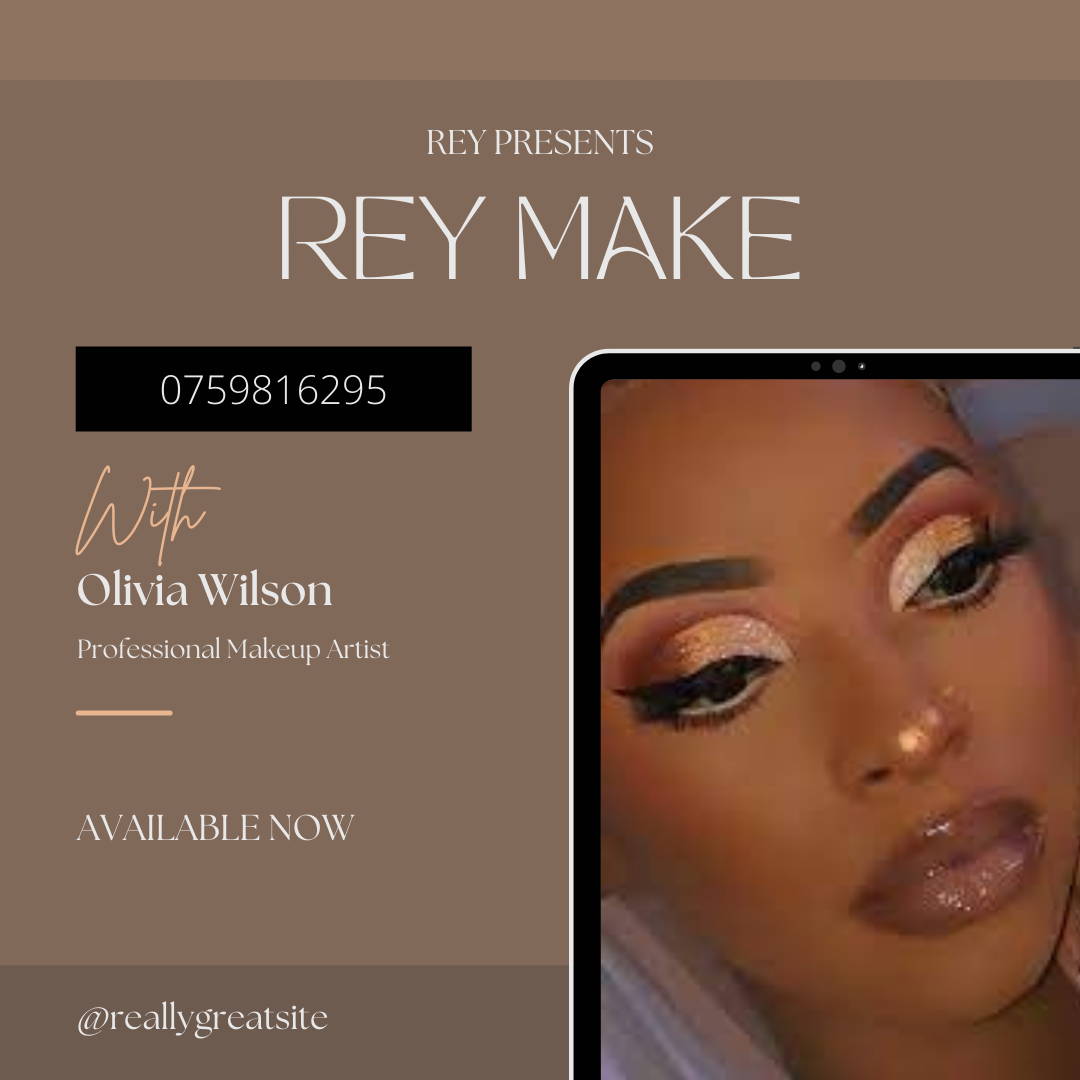 REY PRESENTS
REY MAKE
0759816295
With
Olivia Wilson
Professional Makeup Artist
AVAILABLE NOW
@reallygreatsite